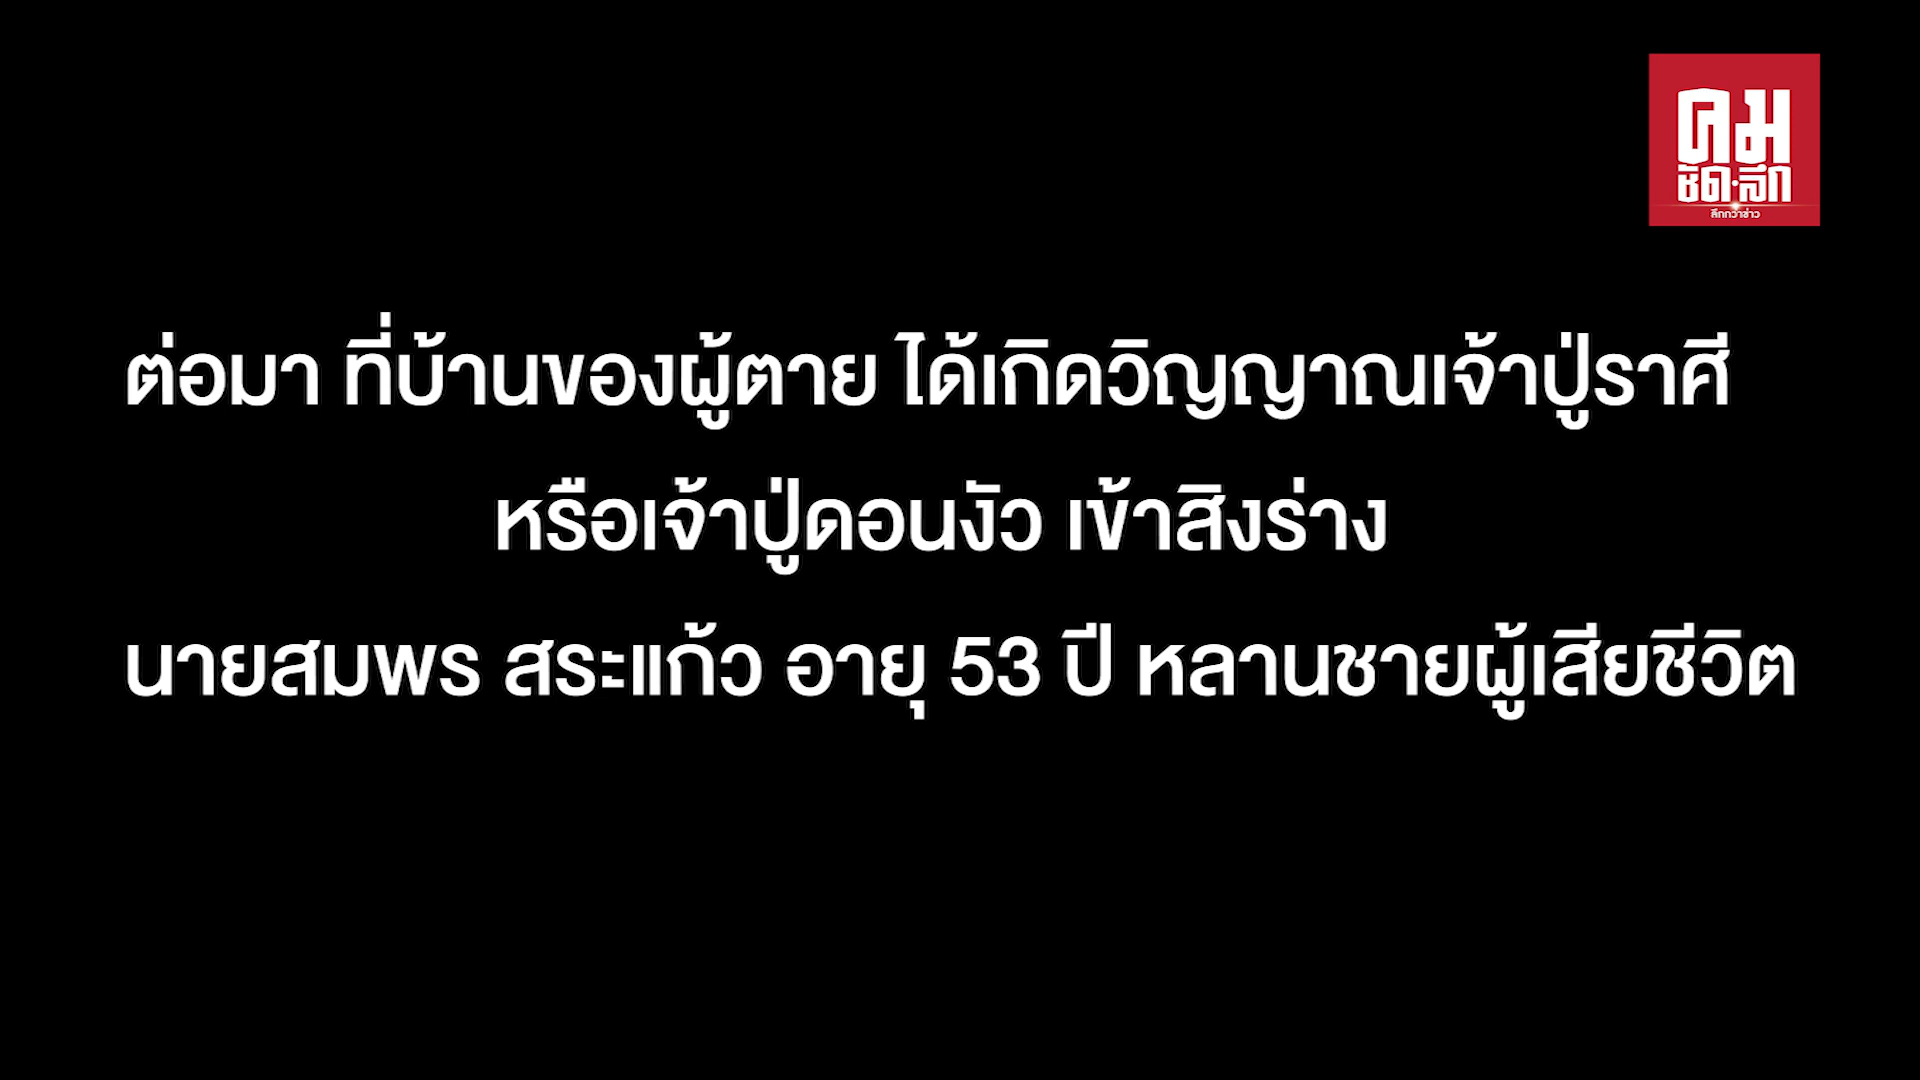 คม
ชัด•ลึก
ลึกกว่าข่าว
ต่อมา ที่บ้านของผู้ตาย ได้เกิดวิญญาณเจ้าปู่ราศี
หรือเจ้าปู่ดอนงัว เข้าสิงร่าง
นายสมพร สระแก้ว อายุ 53 ปี หลานชายผู้เสียชีวิต